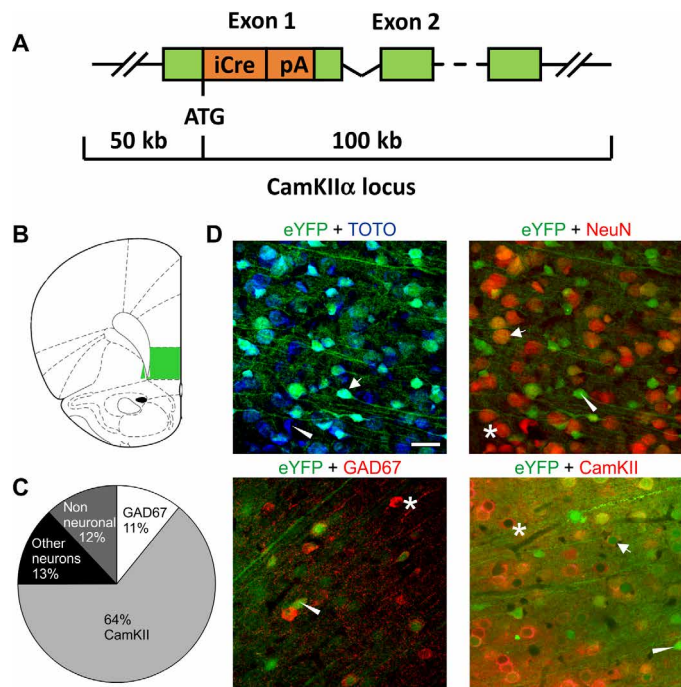 A
Exon 1
Exon 2
iCre
pA
ATG
50 kb
100 kb
CamKIIα locus
B
D
eYFP + TOTO
eYFP + NeuN
*
C
Non
neuronal
12%
GAD67
11%
Other
neurons
13%
64%
CamKII
eYFP + GAD67
*
eYFP + CamKII
*